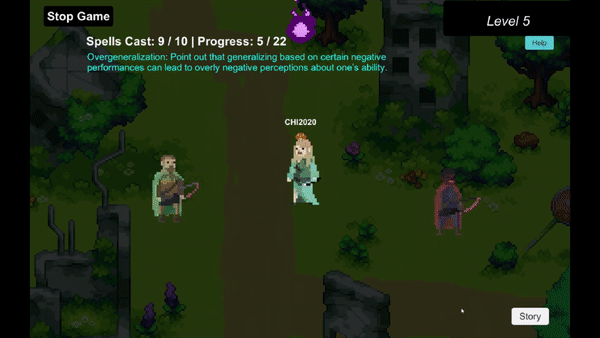 Stop Game
Level 5
Spells Cast: 9 / 10 | Progress: 5 / 22
Help
Overgeneralization: Point out that generalizing based on certain negative
performances can lead to overly negative perceptions about one's ability.
CHI2020
Story